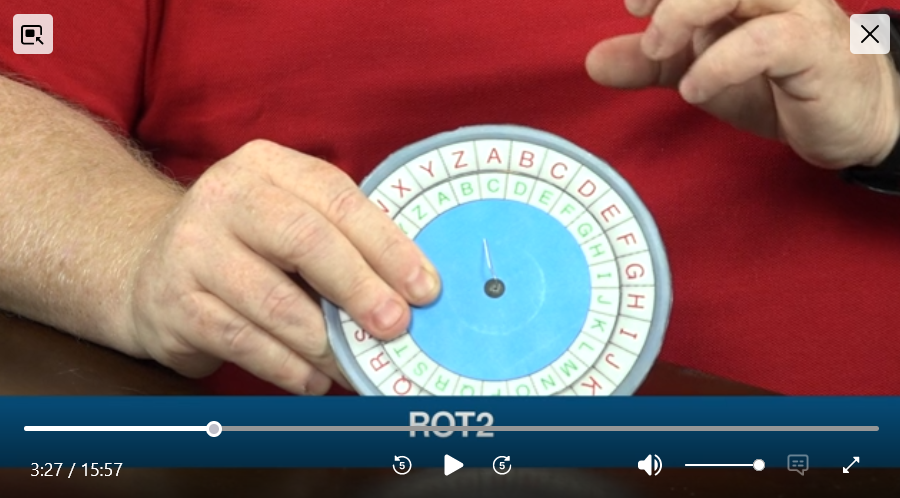 X Y Z A B C D E F G H I J K
Z A B C D E F G H I J K L M N
S R Q
T S R Q
ROT2
3:27 / 15:57
5
5